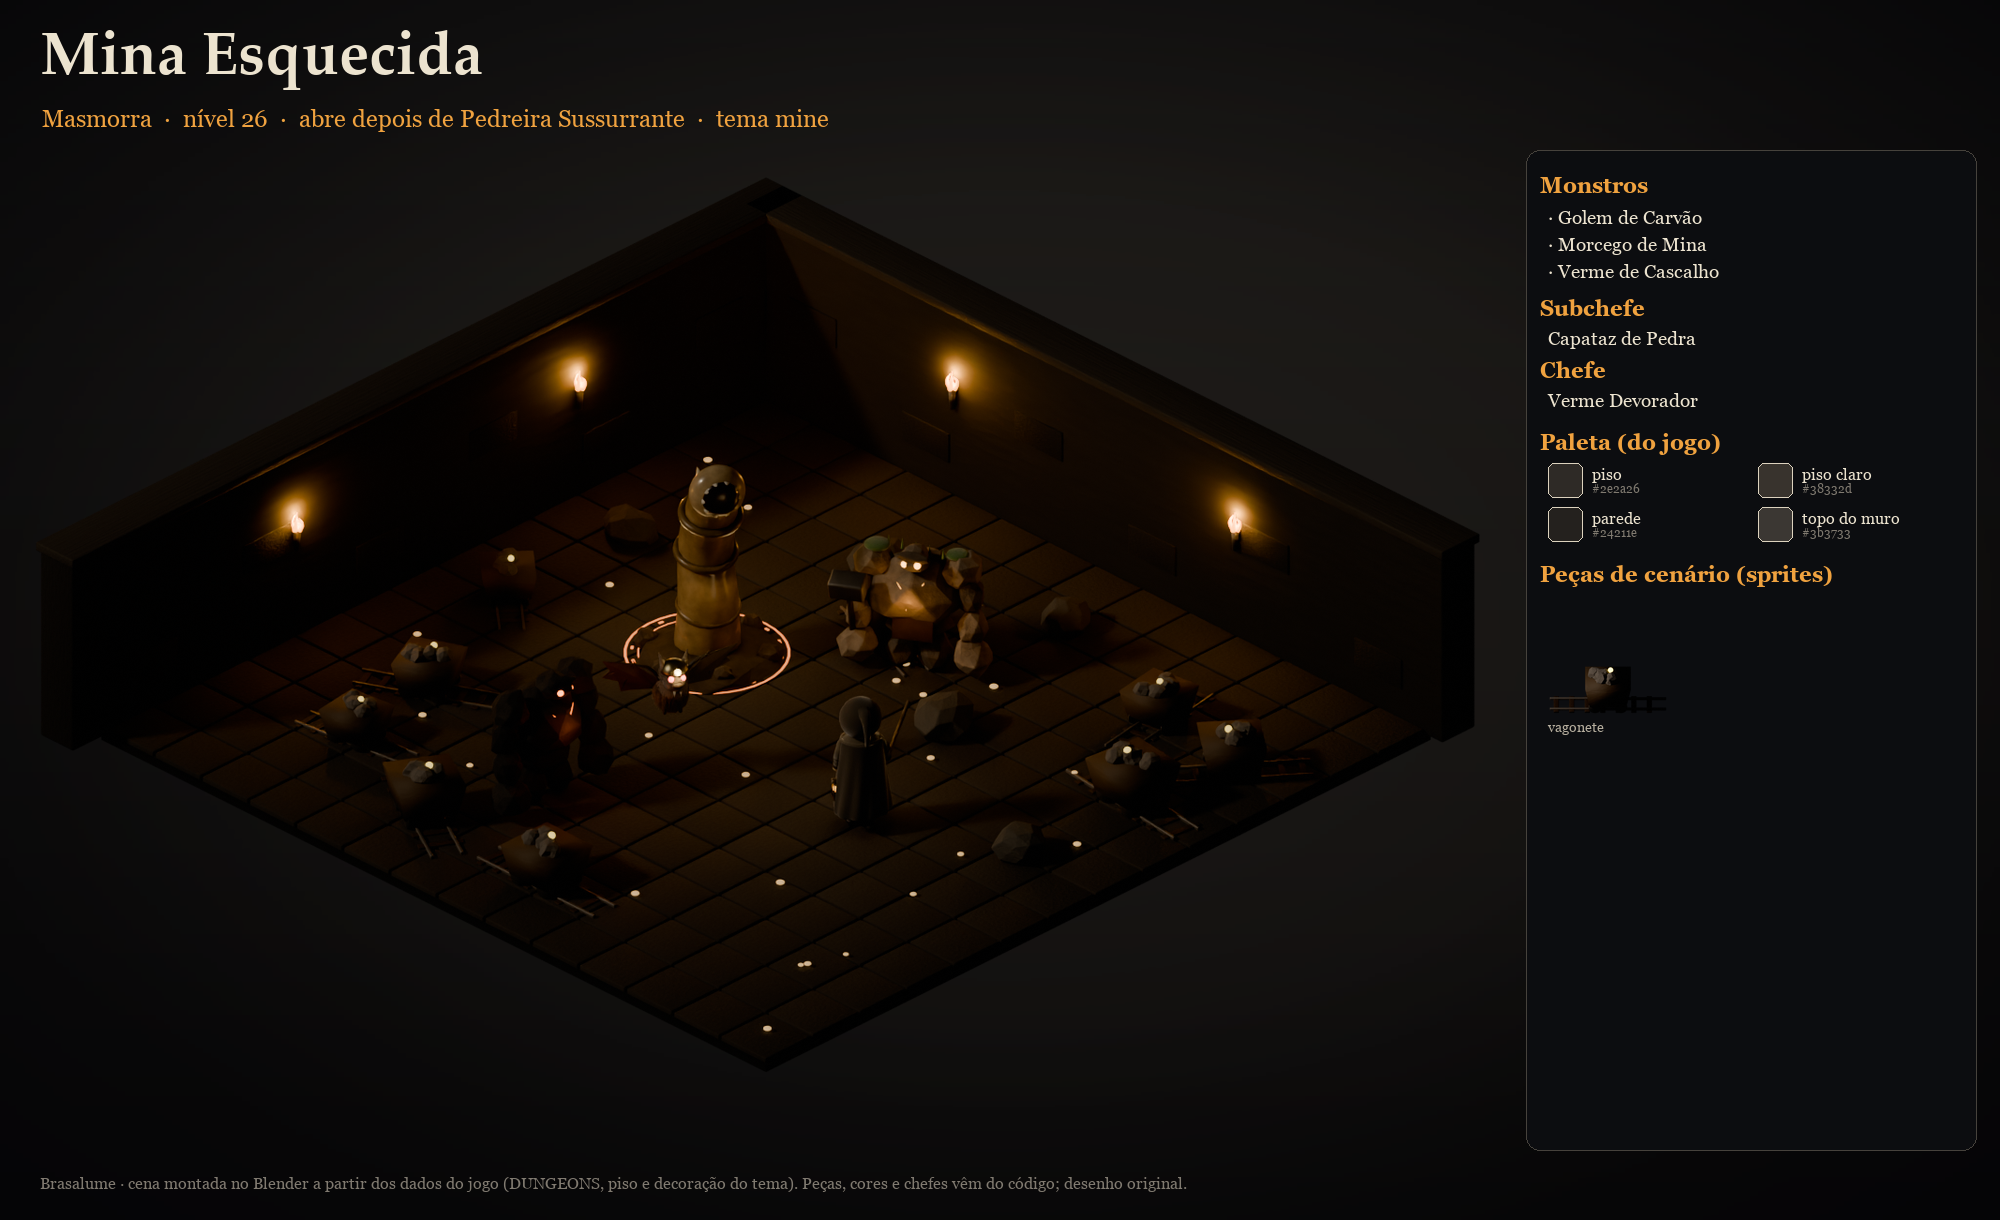 Mina Esquecida
Masmorra · nível 26 · abre depois de Pedreira Sussurrante · tema mine
Monstros
· Golem de Carvão
· Morcego de Mina
· Verme de Cascalho
Subchefe
Capataz de Pedra
Chefe
Verme Devorador
Paleta (do jogo)
piso
#2e2a26
piso claro
#38332d
parede
#24211e
topo do muro
#3b3733
Peças de cenário (sprites)
vagonete
Brasalume · cena montada no Blender a partir dos dados do jogo (DUNGEONS, piso e decoração do tema). Peças, cores e chefes vêm do código; desenho original.